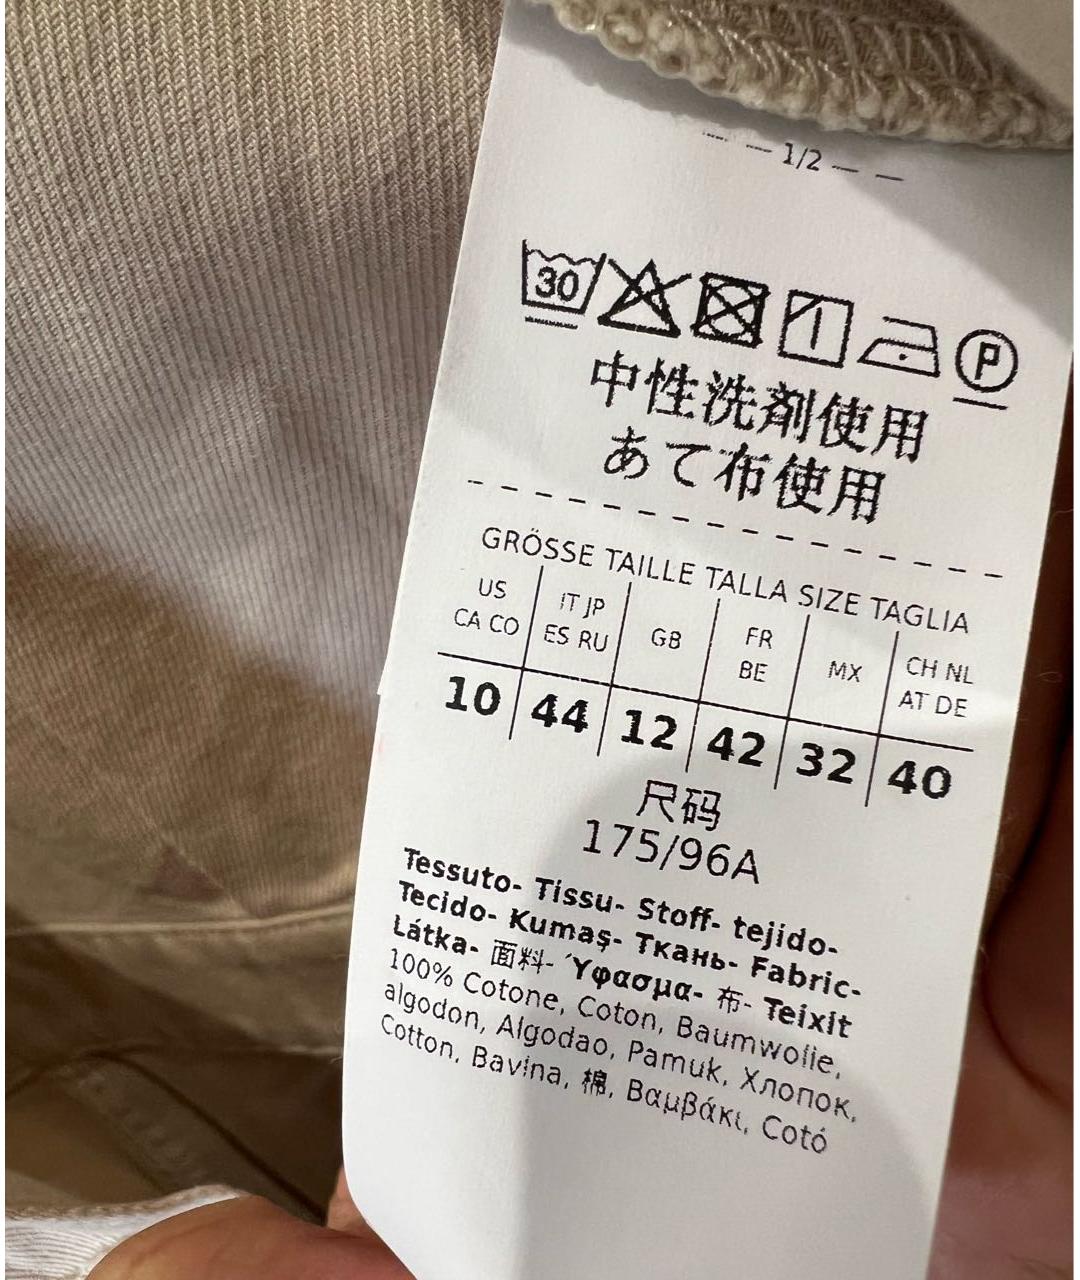 — 1/2 — —
30 P
中性洗剤使用
あて布使用
GRÖSSE TAILLE TALLA SIZE TAGLIA
US CA CO | IT JP ES RU | GB | FR BE | MX | CH NL AT DE
10 | 44 | 12 | 42 | 32 | 40
尺码
175/96A
Tessuto- Tissu- Stoff- tejido-
Tecido- Kumaş- Ткань- Fabric-
Látka- 面料- Ύφασμα- 布- Teixit
100% Cotone, Coton, Baumwolle,
algodon, Algodao, Pamuk, Хлопок,
Cotton, Bavlna, 棉, Βαμβάκι, Cotó